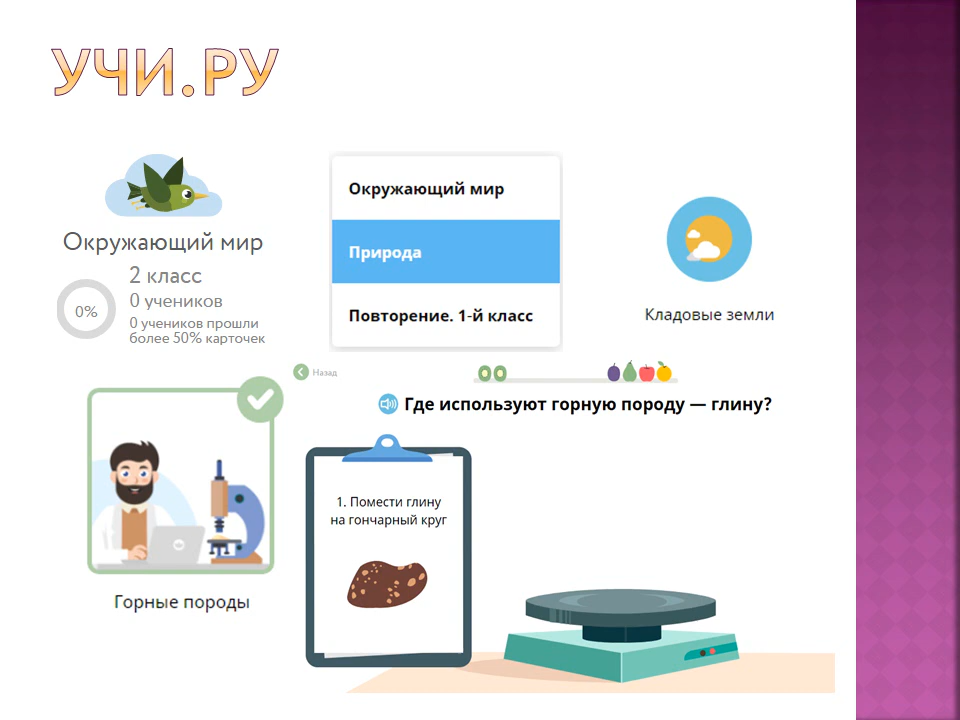 УЧИ.РУ
Окружающий мир
2 класс
0%
0 учеников
0 учеников прошли
более 50% карточек
Окружающий мир
Природа
Повторение. 1-й класс
Кладовые земли
Назад
Где используют горную породу — глину?
1. Помести глину
на гончарный круг
Горные породы